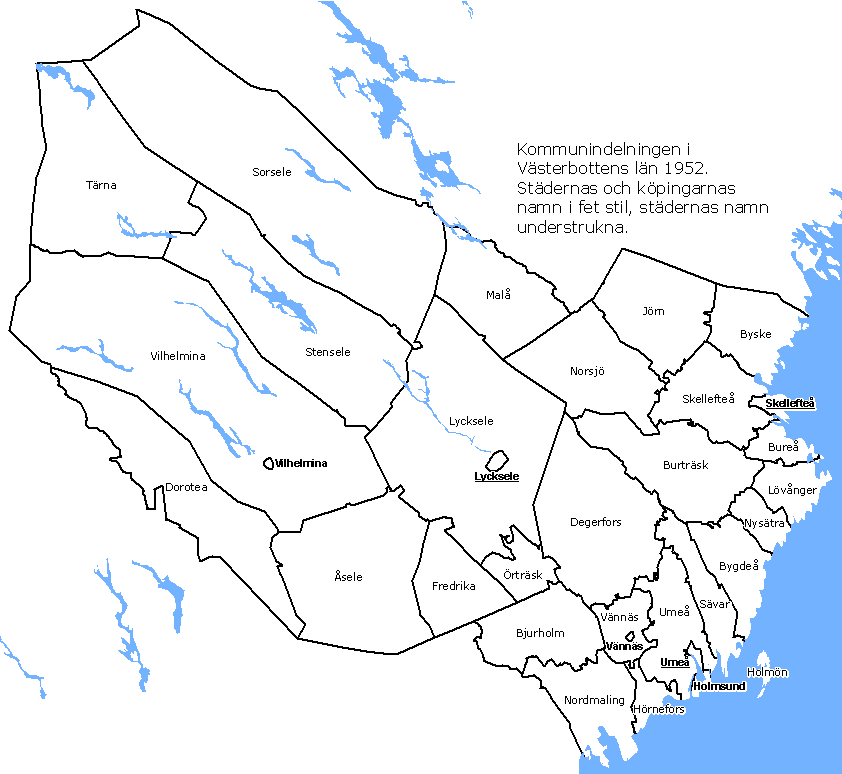 Kommunindelningen i
Västerbottens län 1952.
Städernas och köpingarnas
namn i fet stil, städernas namn
understrukna.
Sorsele
Tärna
Malå
Jörn
Byske
Stensele
Vilhelmina
Norsjö
Skellefteå
Skellefteå
Lycksele
Bureå
Vilhelmina
Burträsk
Lycksele
Dorotea
Lövånger
Degerfors
Nysätra
Bygdeå
Örträsk
Åsele
Fredrika
Sävar
Umeå
Vännäs
Bjurholm
Vännäs
Umeå
Holmön
Holmsund
Nordmaling
Hörnefors